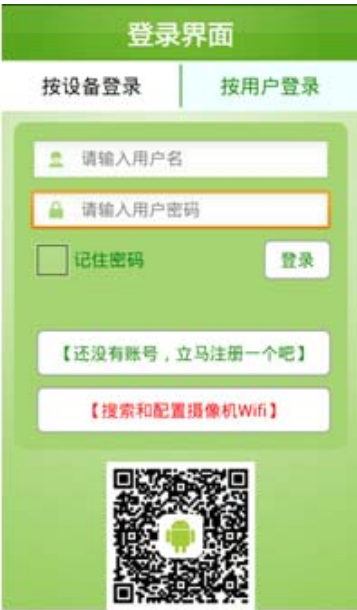 登录界面
按设备登录 按用户登录
请输入用户名
请输入用户密码
记住密码 登录
【还没有账号，立马注册一个吧】
【搜索和配置摄像机Wifi】